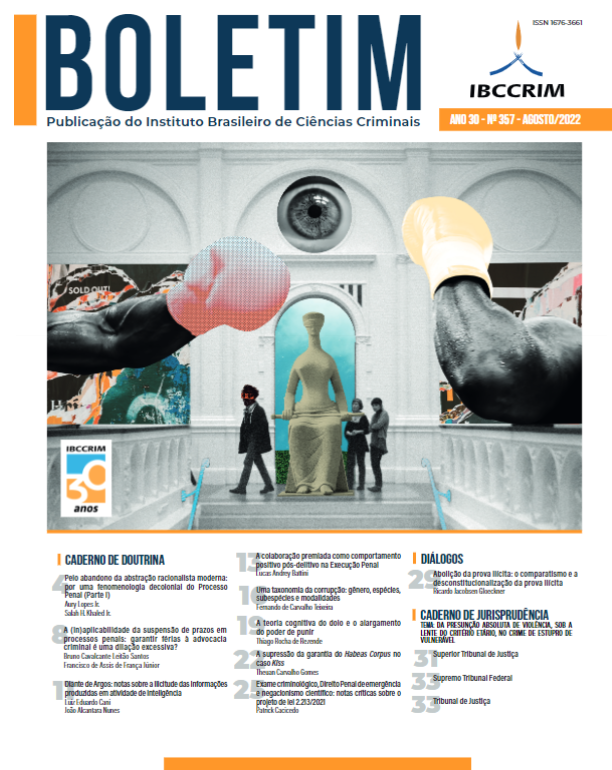 BOLETIM
Publicação do Instituto Brasileiro de Ciências Criminais
ISSN 1676-3661
IBCCRIM
ANO 30 - Nº 357 - AGOSTO/2022
SOLD OUT!
IBCCRIM
30
anos
CADERNO DE DOUTRINA
4
Pelo abandono da abstração racionalista moderna:
por uma fenomenologia decolonial do Processo
Penal (Parte I)
Aury Lopes Jr.
Salah H. Khaled Jr.
8
A (in)aplicabilidade da suspensão de prazos em
processos penais: garantir férias à advocacia
criminal é uma dilação excessiva?
Bruno Cavalcante Leitão Santos
Francisco de Assis de França Júnior
Diante de Argos: notas sobre a ilicitude das informações
produzidas em atividade de inteligência
Luiz Eduardo Cani
João Alcantara Nunes
13
A colaboração premiada como comportamento
positivo pós-delitivo na Execução Penal
Lucas Andrey Battini
Uma taxonomia da corrupção: gênero, espécies,
subespécies e modalidades
Fernando de Carvalho Teixeira
19
A teoria cognitiva do dolo e o alargamento
do poder de punir
Thiago Rocha de Rezende
A supressão da garantia do Habeas Corpus no
caso Kiss
Thesan Carvalho Gomes
25
Exame criminológico, Direito Penal de emergência
e negacionismo científico: notas críticas sobre o
projeto de lei 2.213/2021
Patrick Cacicedo
DIÁLOGOS
29
Abolição da prova ilícita: o comparatismo e a
desconstitucionalização da prova ilícita
Ricardo Jacobsen Gloeckner
CADERNO DE JURISPRUDÊNCIA
TEMA: DA PRESUNÇÃO ABSOLUTA DE VIOLÊNCIA, SOB A
LENTE DO CRITÉRIO ETÁRIO, NO CRIME DE ESTUPRO DE
VULNERÁVEL
31
Superior Tribunal de Justiça
33
Supremo Tribunal Federal
33
Tribunal de Justiça